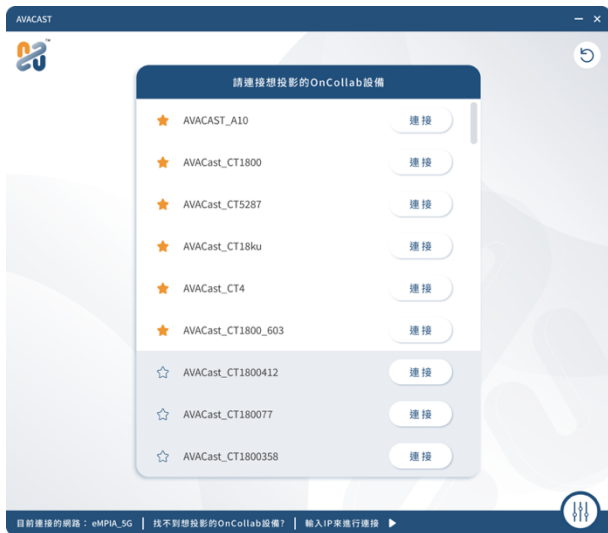 AVACAST
TM
請連接想投影的OnCollab設備
AVACAST_A10 連接
AVACast_CT1800 連接
AVACast_CT5287 連接
AVACast_CT18ku 連接
AVACast_CT4 連接
AVACast_CT1800_603 連接
AVACast_CT1800412 連接
AVACast_CT180077 連接
AVACast_CT1800358 連接
目前連接的網路： eMPIA_5G | 找不到想投影的OnCollab設備? | 輸入IP來進行連接 ▶